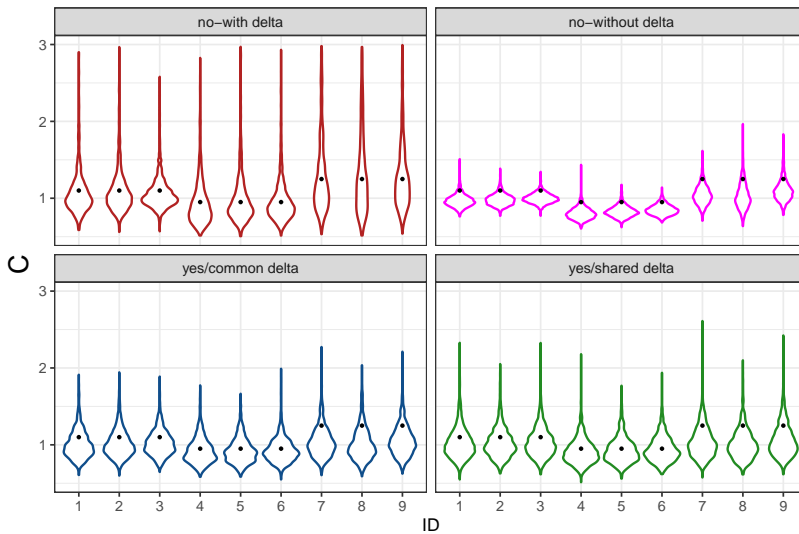 no−with delta
no−without delta
3
2
1
yes/common delta
yes/shared delta
3
2
1
C
1 2 3 4 5 6 7 8 9
1 2 3 4 5 6 7 8 9
ID